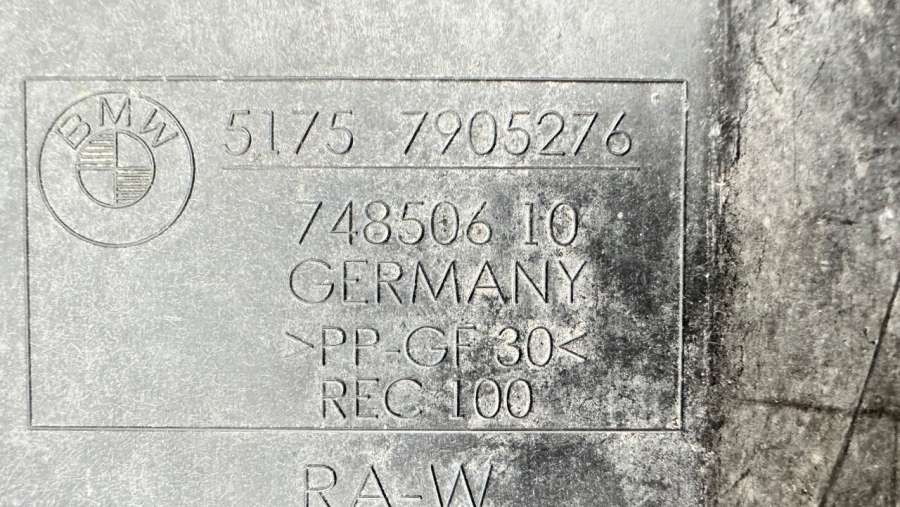 BMW
5175 7905276
748506 10
GERMANY
>PP-GF 30<
REC 100
RA-W